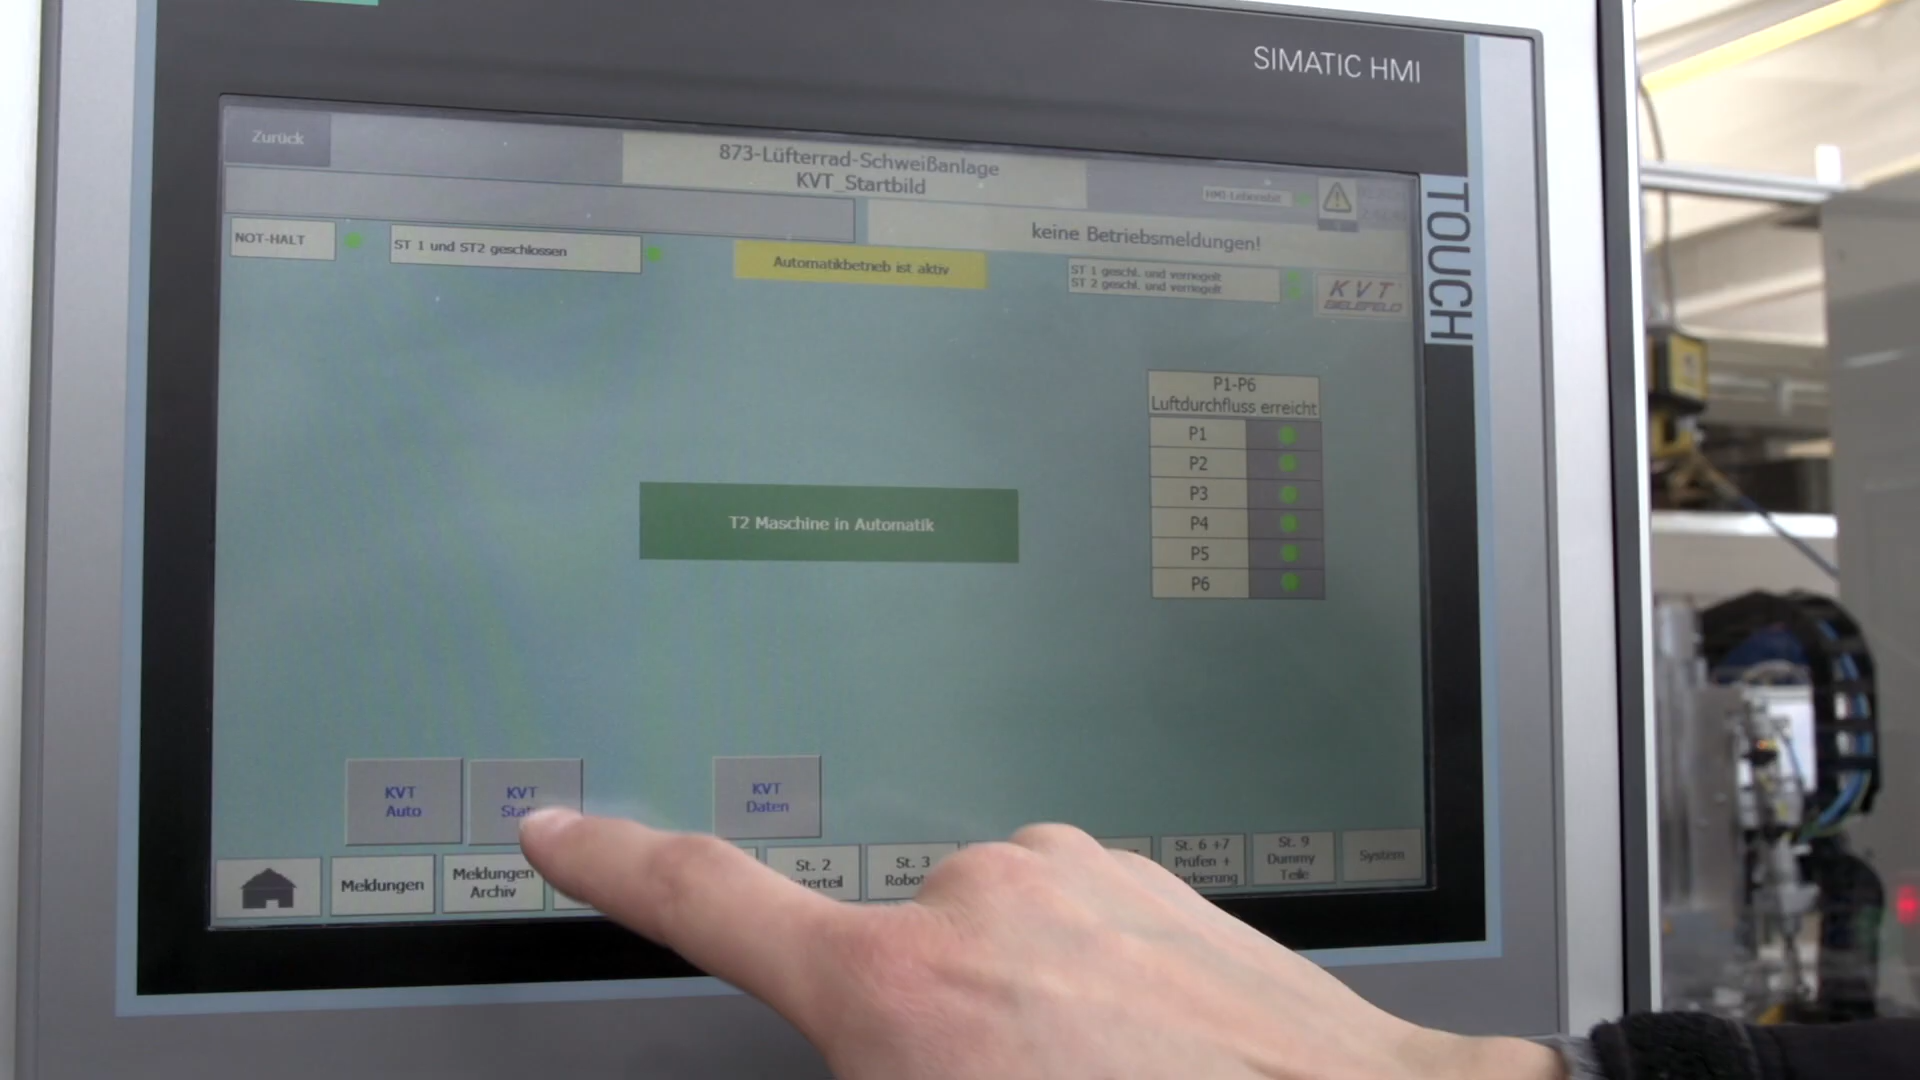 SIMATIC HMI
TOUCH
Zurück
873-Lüfterrad-Schweißanlage
KVT_Startbild
HMI Lebensbit
keine Betriebsmeldungen!
NOT-HALT
ST 1 und ST2 geschlossen
Automatikbetrieb ist aktiv
ST 1 geschl. und verriegelt
ST 2 geschl. und verriegelt
KVT
BIELEFELD
P1-P6
Luftdurchfluss erreicht
P1
P2
P3
P4
P5
P6
T2 Maschine in Automatik
KVT
Auto
KVT
KVT
Daten
Meldungen
Meldungen
Archiv
St. 2
St. 3
St. 6 +7
Prüfen +
St. 9
Dummy
Teile
System